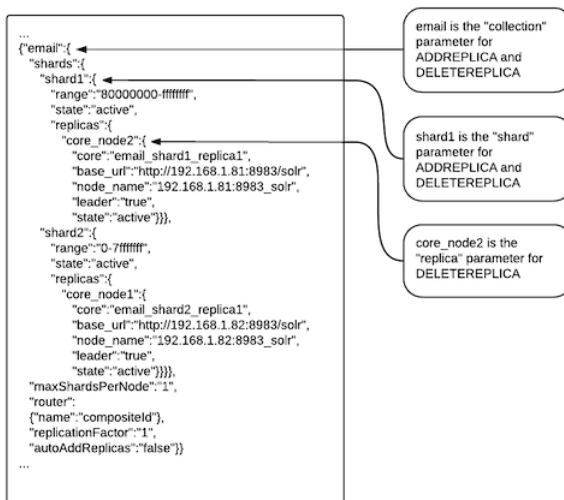 ...
{"email":{
"shards":{
"shard1":{
"range":"80000000-ffffffff",
"state":"active",
"replicas":{
"core_node2":{
"core":"email_shard1_replica1",
"base_url":"http://192.168.1.81:8983/solr",
"node_name":"192.168.1.81:8983_solr",
"leader":"true",
"state":"active"}}},
"shard2":{
"range":"0-7fffffff",
"state":"active",
"replicas":{
"core_node1":{
"core":"email_shard2_replica1",
"base_url":"http://192.168.1.82:8983/solr",
"node_name":"192.168.1.82:8983_solr",
"leader":"true",
"state":"active"}}}},
"maxShardsPerNode":"1",
"router":
{"name":"compositeId"},
"replicationFactor":"1",
"autoAddReplicas":"false"}}
...
email is the "collection"
parameter for
ADDREPLICA and
DELETEREPLICA
shard1 is the "shard"
parameter for
ADDREPLICA and
DELETEREPLICA
core_node2 is the
"replica" parameter for
DELETEREPLICA